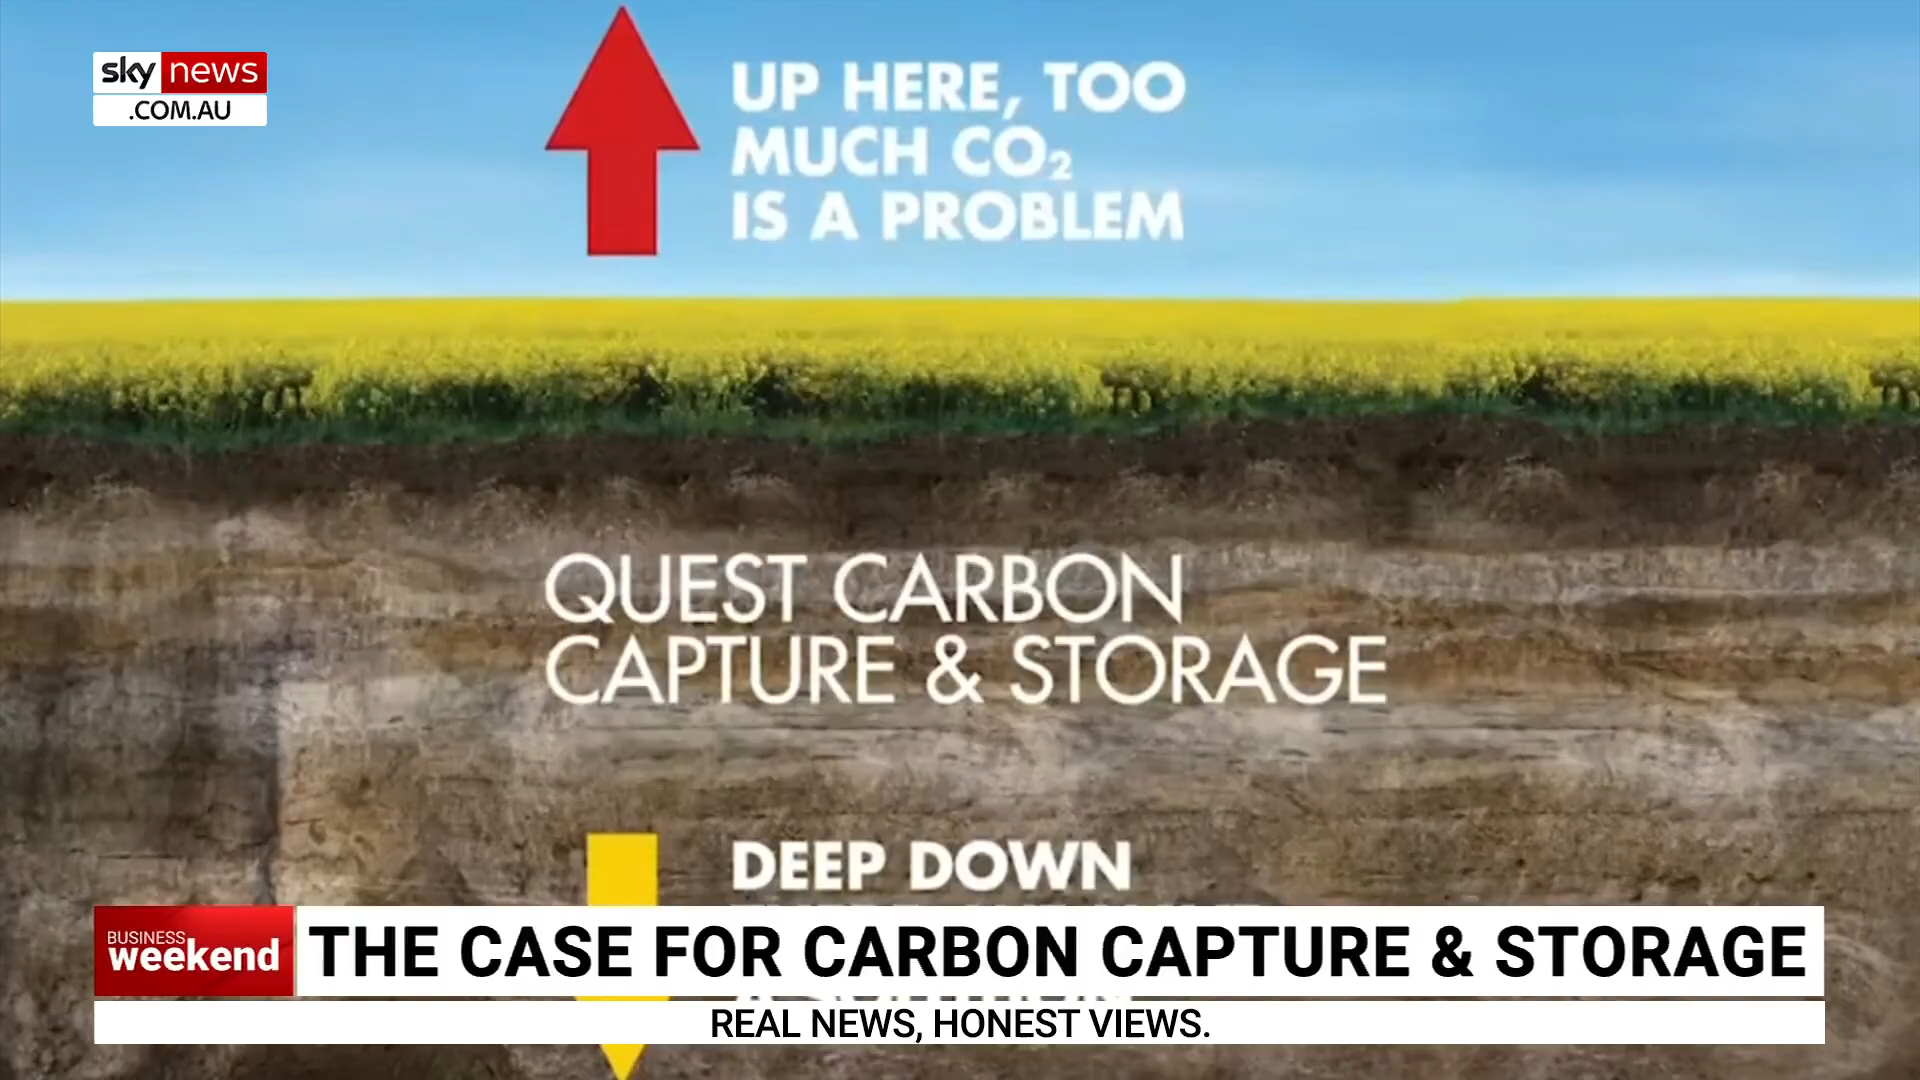 sky news
.COM.AU
UP HERE, TOO
MUCH CO₂
IS A PROBLEM
QUEST CARBON
CAPTURE & STORAGE
DEEP DOWN
BUSINESS
weekend
THE CASE FOR CARBON CAPTURE & STORAGE
REAL NEWS, HONEST VIEWS.